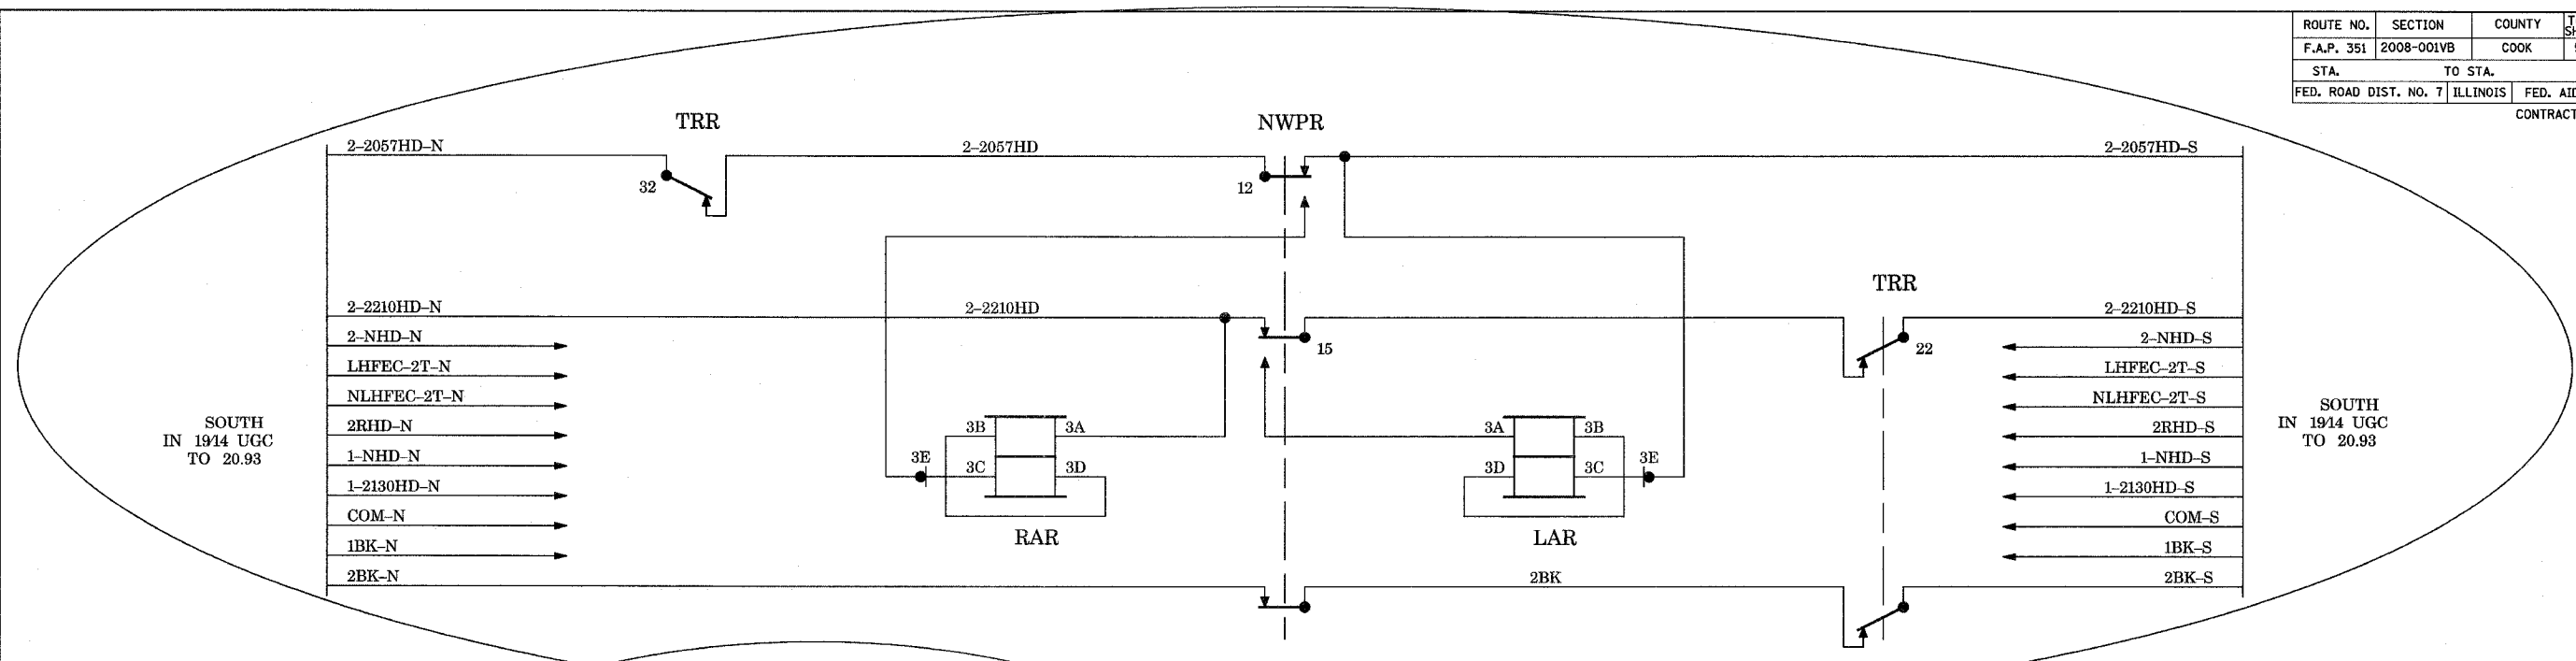 ROUTE NO. SECTION COUNTY
F.A.P. 351 2008-001VB COOK
STA. TO STA.
FED. ROAD DIST. NO. 7 ILLINOIS FED. AID
CONTRACT
TRR NWPR
2-2057HD-N 2-2057HD 2-2057HD-S
32 12
TRR
2-2210HD-N 2-2210HD 2-2210HD-S
15 22
2-NHD-N 2-NHD-S
LHFEC-2T-N LHFEC-2T-S
NLHFEC-2T-N NLHFEC-2T-S
SOUTH
IN 19/14 UGC
TO 20.93
2RHD-N 3B 3A 3A 3B 2RHD-S
SOUTH
IN 19/14 UGC
TO 20.93
1-NHD-N 3E 3C 3D 3D 3C 3E 1-NHD-S
1-2130HD-N 1-2130HD-S
COM-N COM-S
RAR LAR
1BK-N 1BK-S
2BK-N 2BK 2BK-S